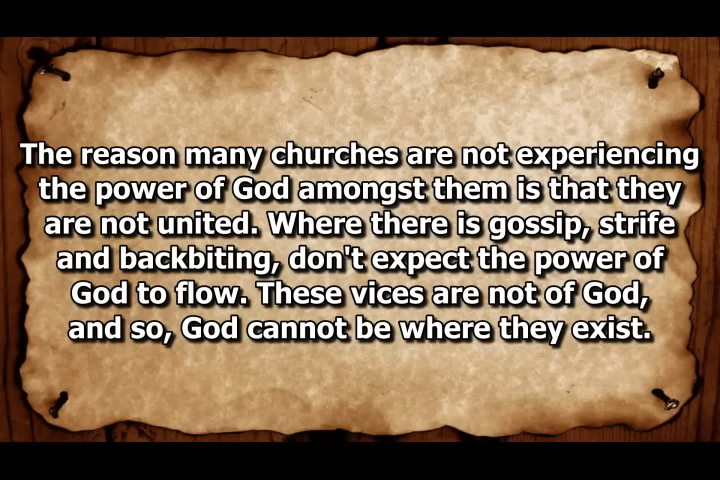 The reason many churches are not experiencing
the power of God amongst them is that they
are not united. Where there is gossip, strife
and backbiting, don't expect the power of
God to flow. These vices are not of God,
and so, God cannot be where they exist.